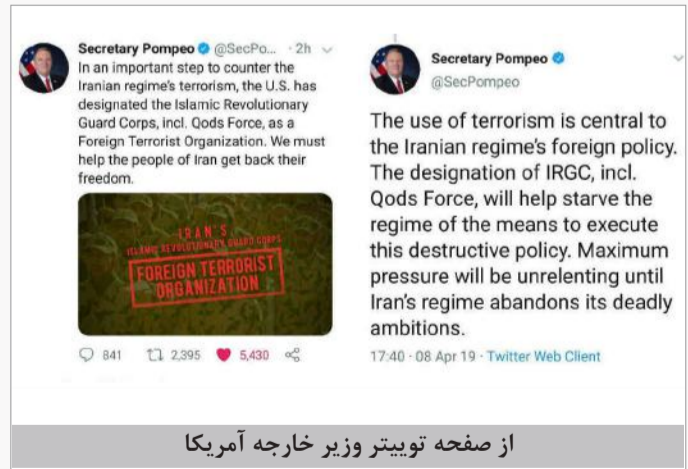 Secretary Pompeo @SecPo... · 2h
In an important step to counter the
Iranian regime's terrorism, the U.S. has
designated the Islamic Revolutionary
Guard Corps, incl. Qods Force, as a
Foreign Terrorist Organization. We must
help the people of Iran get back their
freedom.
IRAN'S
ISLAMIC REVOLUTIONARY GUARD CORPS
FOREIGN TERRORIST
ORGANIZATION
841 2,395 5,430
Secretary Pompeo
@SecPompeo
The use of terrorism is central to
the Iranian regime's foreign policy.
The designation of IRGC, incl.
Qods Force, will help starve the
regime of the means to execute
this destructive policy. Maximum
pressure will be unrelenting until
Iran's regime abandons its deadly
ambitions.
17:40 · 08 Apr 19 · Twitter Web Client
از صفحه توییتر وزیر خارجه آمریکا